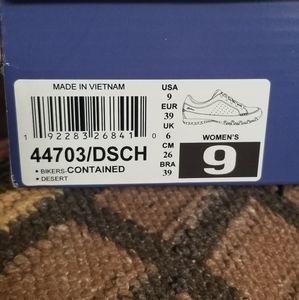 MADE IN VIETNAM
1 92283 26841 0
44703/DSCH
• BIKERS-CONTAINED
• DESERT
USA
9
EUR
39
UK
6
CM
26
BRA
39
WOMEN'S
9